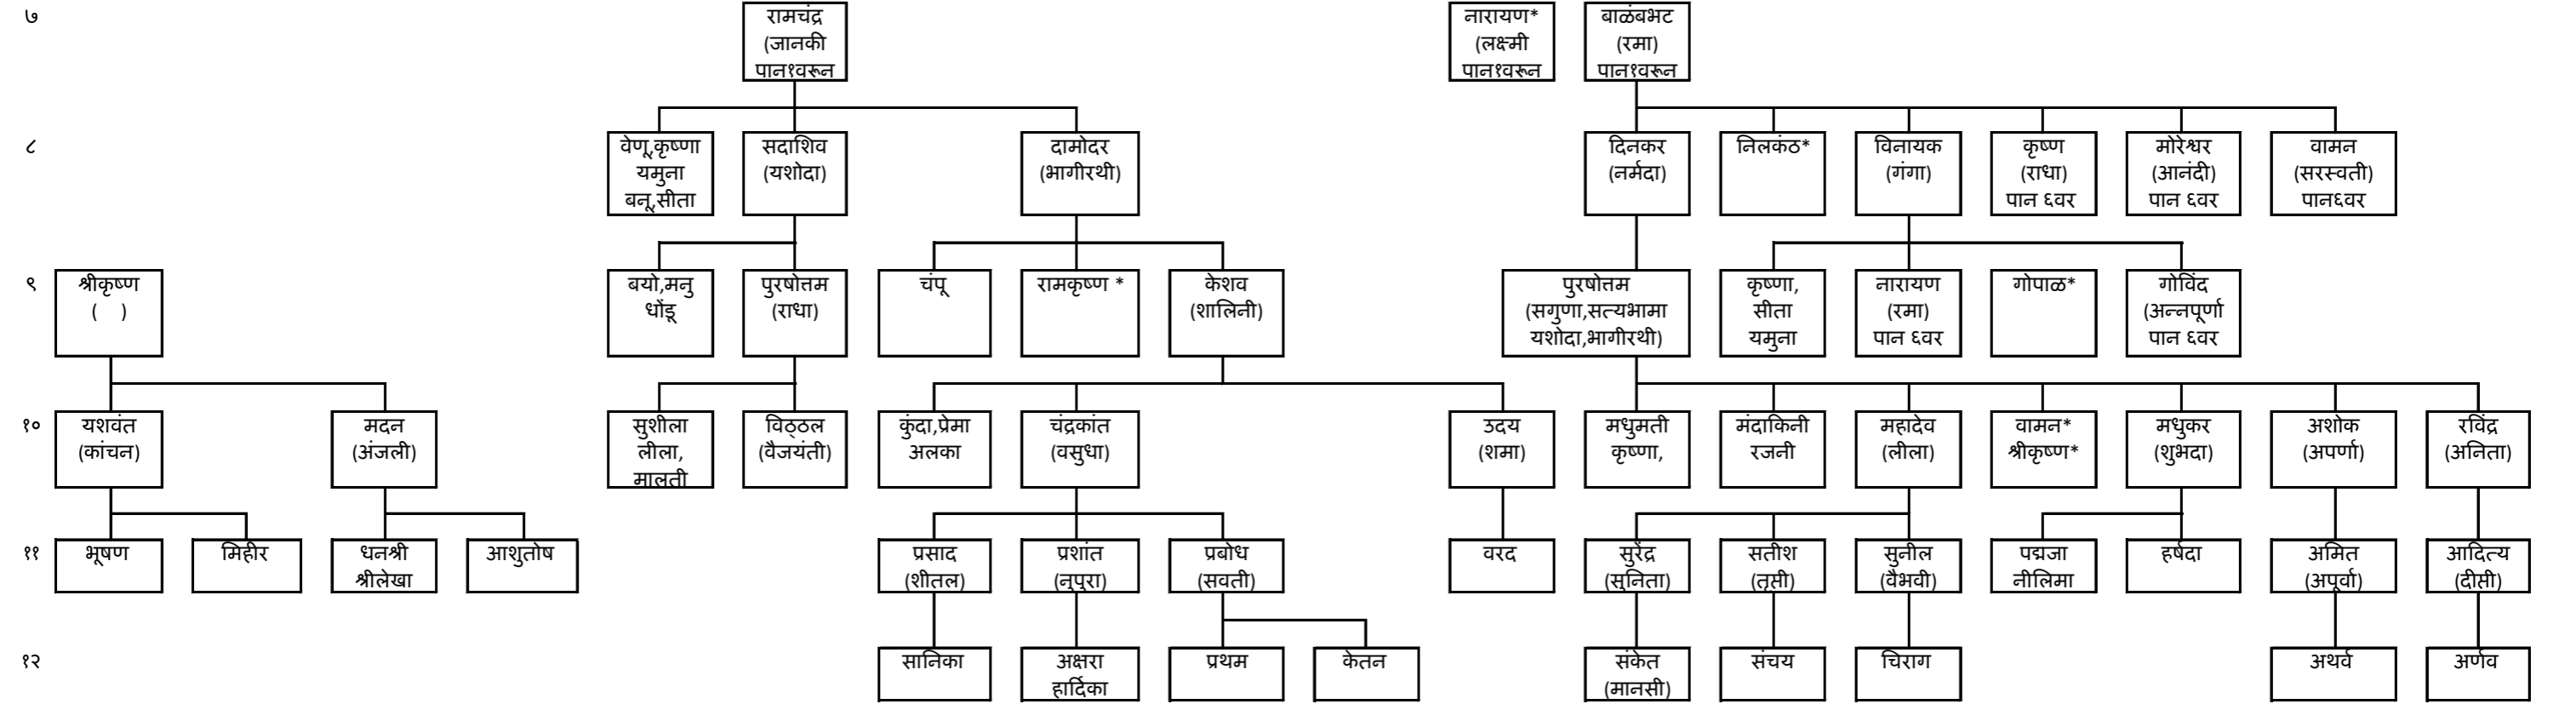 ७
रामचंद्र
(जानकी
पान१वरून
नारायण*
(लक्ष्मी
पान१वरून
बाळंबभट
(रमा)
पान१वरून
८
वेणू,कृष्णा
यमुना
बनू,सीता
सदाशिव
(यशोदा)
दामोदर
(भागीरथी)
दिनकर
(नर्मदा)
निलकंठ*
विनायक
(गंगा)
कृष्ण
(राधा)
पान ६वर
मोरेश्वर
(आनंदी)
पान ६वर
वामन
(सरस्वती)
पान६वर
९
श्रीकृष्ण
( )
बयो,मनु
धोंडू
पुरषोत्तम
(राधा)
चंपू
रामकृष्ण *
केशव
(शालिनी)
पुरषोत्तम
(सगुणा,सत्यभामा
यशोदा,भागीरथी)
कृष्णा,
सीता
यमुना
नारायण
(रमा)
पान ६वर
गोपाळ*
गोविंद
(अन्नपूर्णा
पान ६वर
१०
यशवंत
(कांचन)
मदन
(अंजली)
सुशीला
लीला,
मालती
विठ्ठल
(वैजयंती)
कुंदा,प्रेमा
अलका
चंद्रकांत
(वसुधा)
उदय
(शमा)
मधुमती
कृष्णा,
मंदाकिनी
रजनी
महादेव
(लीला)
वामन*
श्रीकृष्ण*
मधुकर
(शुभदा)
अशोक
(अपर्णा)
रविंद्र
(अनिता)
११
भूषण
मिहीर
धनश्री
श्रीलेखा
आशुतोष
प्रसाद
(शीतल)
प्रशांत
(नुपुरा)
प्रबोध
(सवती)
वरद
सुरेंद्र
(सुनिता)
सतीश
(तृप्ती)
सुनील
(वैभवी)
पद्मजा
नीलिमा
हर्षदा
अमित
(अपूर्वा)
आदित्य
(दीप्ती)
१२
सानिका
अक्षरा
हार्दिका
प्रथम
केतन
संकेत
(मानसी)
संचय
चिराग
अथर्व
अर्णव